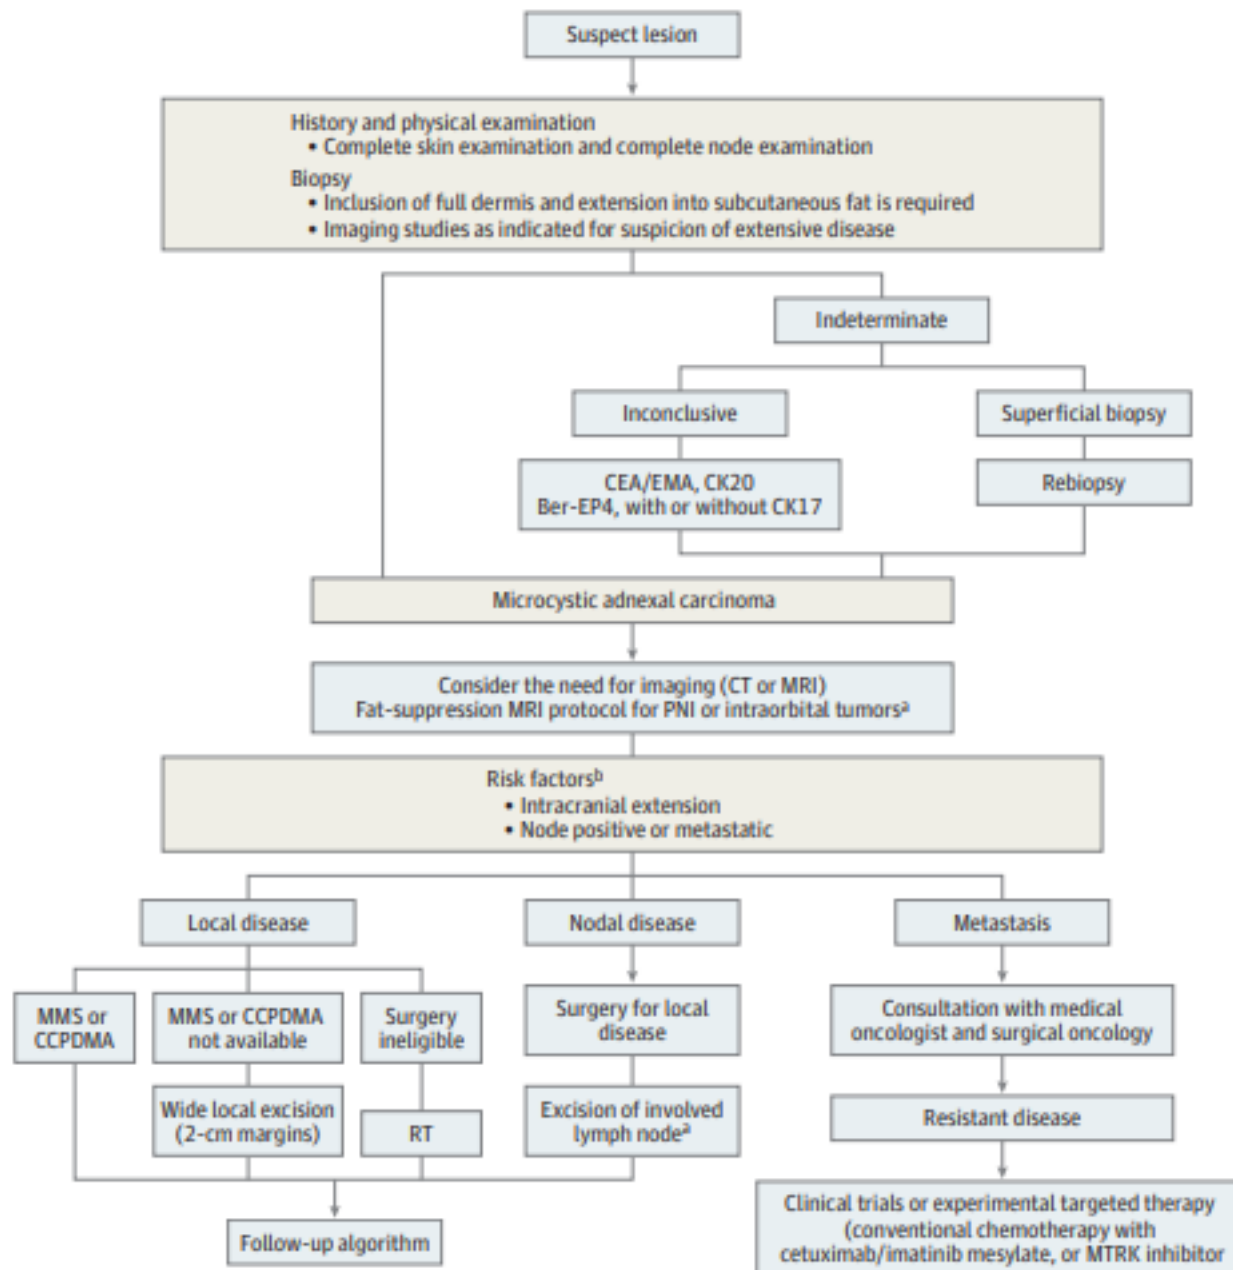 Suspect lesion
History and physical examination
• Complete skin examination and complete node examination
Biopsy
• Inclusion of full dermis and extension into subcutaneous fat is required
• Imaging studies as indicated for suspicion of extensive disease
Indeterminate
Inconclusive
Superficial biopsy
CEA/EMA, CK20
Ber-EP4, with or without CK17
Rebiopsy
Microcystic adnexal carcinoma
Consider the need for imaging (CT or MRI)
Fat-suppression MRI protocol for PNI or intraorbital tumorsᵃ
Risk factorsᵇ
• Intracranial extension
• Node positive or metastatic
Local disease
Nodal disease
Metastasis
MMS or
CCPDMA
MMS or CCPDMA
not available
Surgery
ineligible
Surgery for local
disease
Consultation with medical
oncologist and surgical oncology
Wide local excision
(2-cm margins)
RT
Excision of involved
lymph nodeᵃ
Resistant disease
Follow-up algorithm
Clinical trials or experimental targeted therapy
(conventional chemotherapy with
cetuximab/imatinib mesylate, or MTRK inhibitor